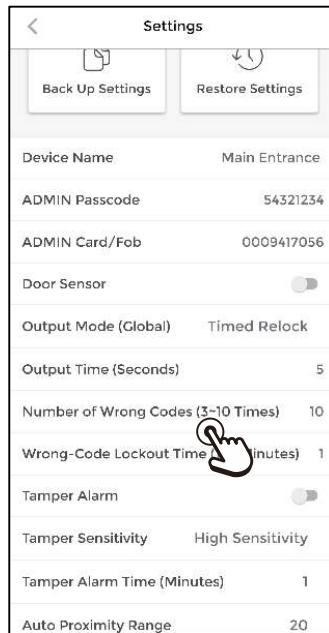 Settings
Back Up Settings
Restore Settings
Device Name Main Entrance
ADMIN Passcode 54321234
ADMIN Card/Fob 0009417056
Door Sensor
Output Mode (Global) Timed Relock
Output Time (Seconds) 5
Number of Wrong Codes (3~10 Times) 10
Wrong-Code Lockout Time Minutes) 1
Tamper Alarm
Tamper Sensitivity High Sensitivity
Tamper Alarm Time (Minutes) 1
Auto Proximity Range 20